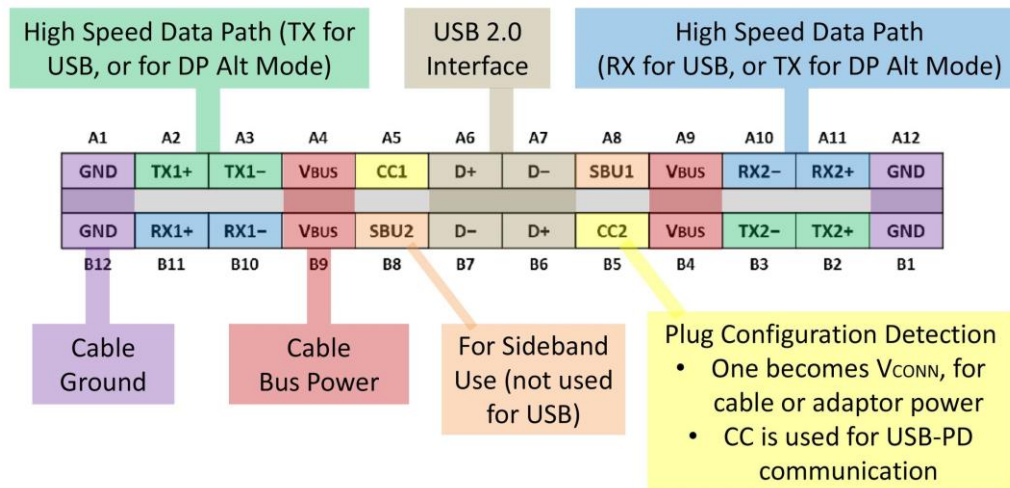 High Speed Data Path (TX for
USB, or for DP Alt Mode)
USB 2.0
Interface
High Speed Data Path
(RX for USB, or TX for DP Alt Mode)
A1 A2 A3 A4 A5 A6 A7 A8 A9 A10 A11 A12
GND TX1+ TX1− VBUS CC1 D+ D− SBU1 VBUS RX2− RX2+ GND
GND RX1+ RX1− VBUS SBU2 D− D+ CC2 VBUS TX2− TX2+ GND
B12 B11 B10 B9 B8 B7 B6 B5 B4 B3 B2 B1
Cable
Ground
Cable
Bus Power
For Sideband
Use (not used
for USB)
Plug Configuration Detection
• One becomes VCONN, for
cable or adaptor power
• CC is used for USB-PD
communication